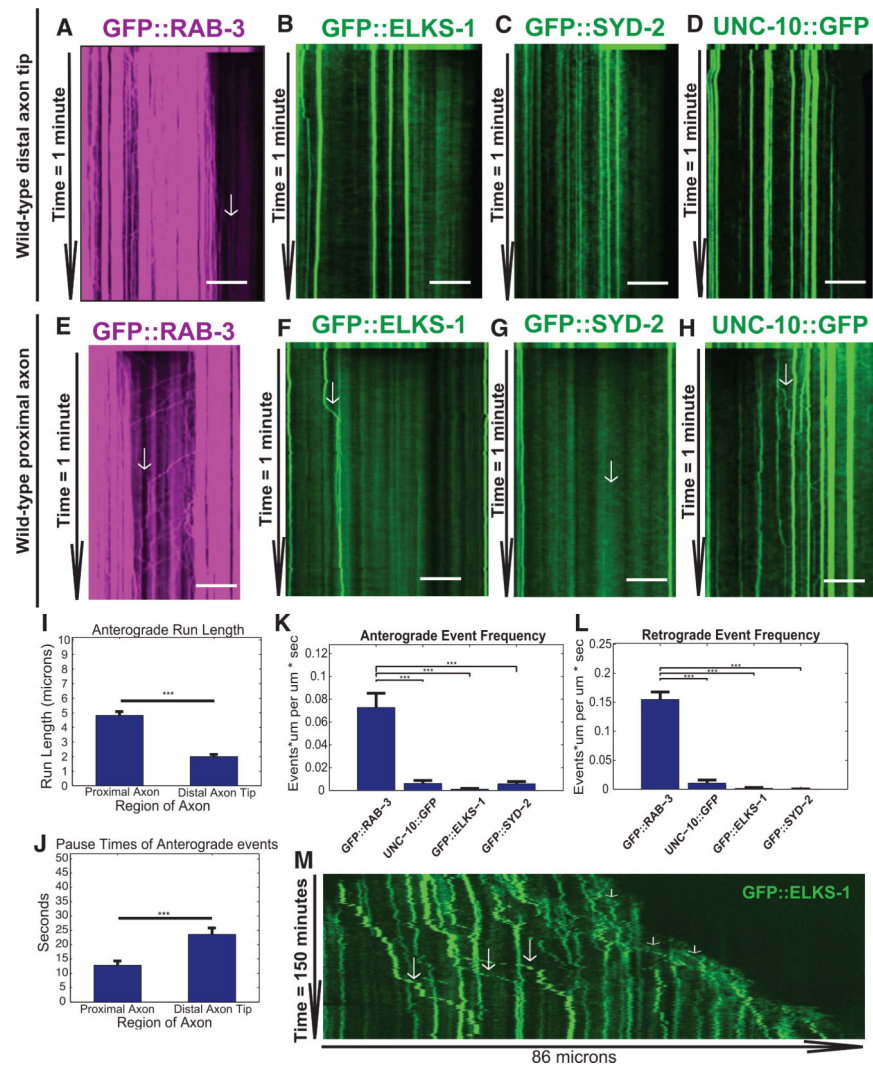 Wild-type distal axon tip
A GFP::RAB-3
Time = 1 minute
B GFP::ELKS-1
Time = 1 minute
C GFP::SYD-2
Time = 1 minute
D UNC-10::GFP
Time = 1 minute
Wild-type proximal axon
E GFP::RAB-3
Time = 1 minute
F GFP::ELKS-1
Time = 1 minute
G GFP::SYD-2
Time = 1 minute
H UNC-10::GFP
Time = 1 minute
I Anterograde Run Length
Run Length (microns)
10
9
8
7
6
5
4
3
2
1
0
***
Proximal Axon Distal Axon Tip
Region of Axon
J Pause Times of Anterograde events
Seconds
50
45
40
35
30
25
20
15
10
5
0
***
Proximal Axon Distal Axon Tip
Region of Axon
K Anterograde Event Frequency
Events*um per um * sec
0.12
0.1
0.08
0.06
0.04
0.02
0
***
***
***
GFP::RAB-3
UNC-10::GFP
GFP::ELKS-1
GFP::SYD-2
L Retrograde Event Frequency
Events*um per um * sec
0.25
0.2
0.15
0.1
0.05
0
***
***
***
GFP::RAB-3
UNC-10::GFP
GFP::ELKS-1
GFP::SYD-2
M
Time = 150 minutes
GFP::ELKS-1
86 microns